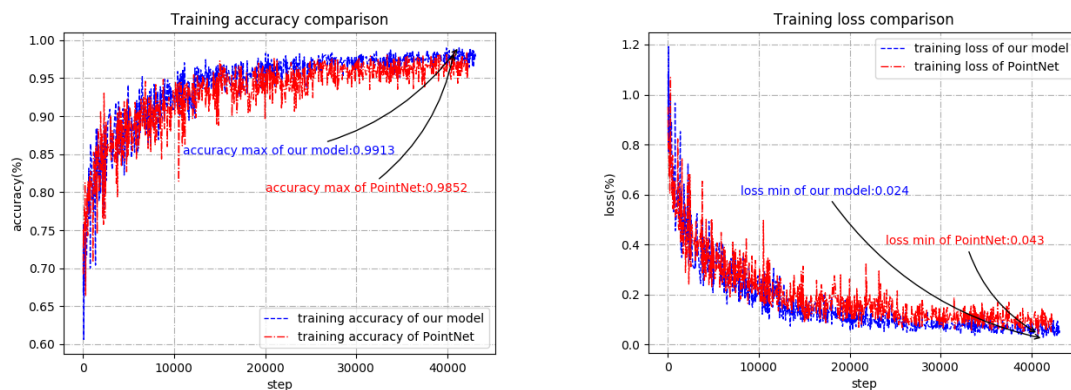 Training accuracy comparison
1.00
0.95
0.90
0.85
0.80
0.75
0.70
0.65
0.60
accuracy(%)
accuracy max of our model:0.9913
accuracy max of PointNet:0.9852
training accuracy of our model
training accuracy of PointNet
0 10000 20000 30000 40000
step
Training loss comparison
1.2
1.0
0.8
0.6
0.4
0.2
0.0
loss(%)
training loss of our model
training loss of PointNet
loss min of our model:0.024
loss min of PointNet:0.043
0 10000 20000 30000 40000
step